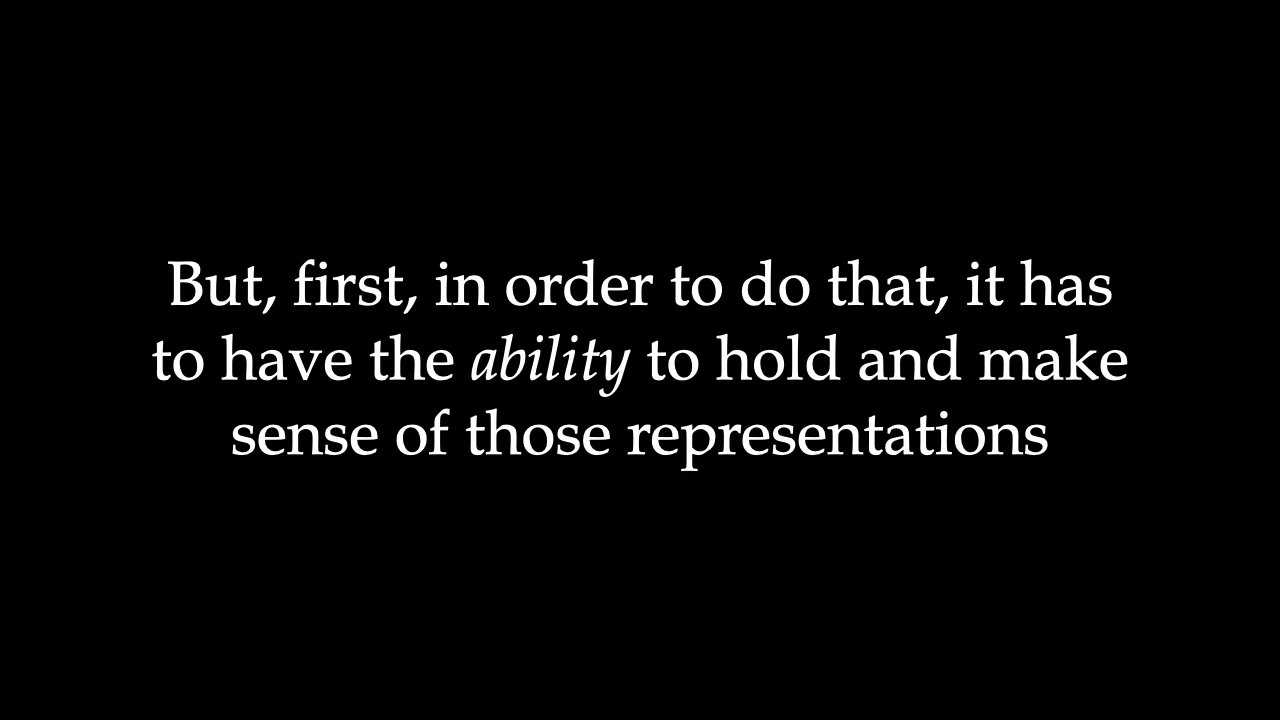 But, first, in order to do that, it has
to have the ability to hold and make
sense of those representations